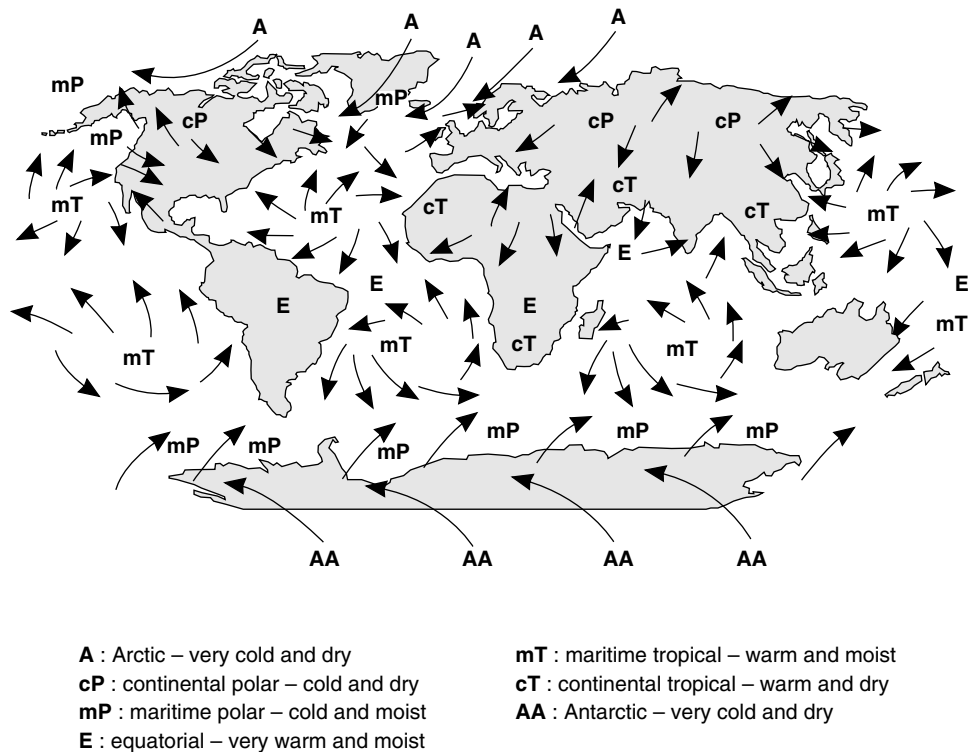 A
A
A
A
A
mP
mP
mP
cP
cP
cP
cT
cT
mT
mT
cT
mT
E
E
E
E
mT
mT
mT
cT
mT
mP
mP
mP
mP
mP
mP
AA
AA
AA
AA
A : Arctic – very cold and dry
cP : continental polar – cold and dry
mP : maritime polar – cold and moist
E : equatorial – very warm and moist
mT : maritime tropical – warm and moist
cT : continental tropical – warm and dry
AA : Antarctic – very cold and dry